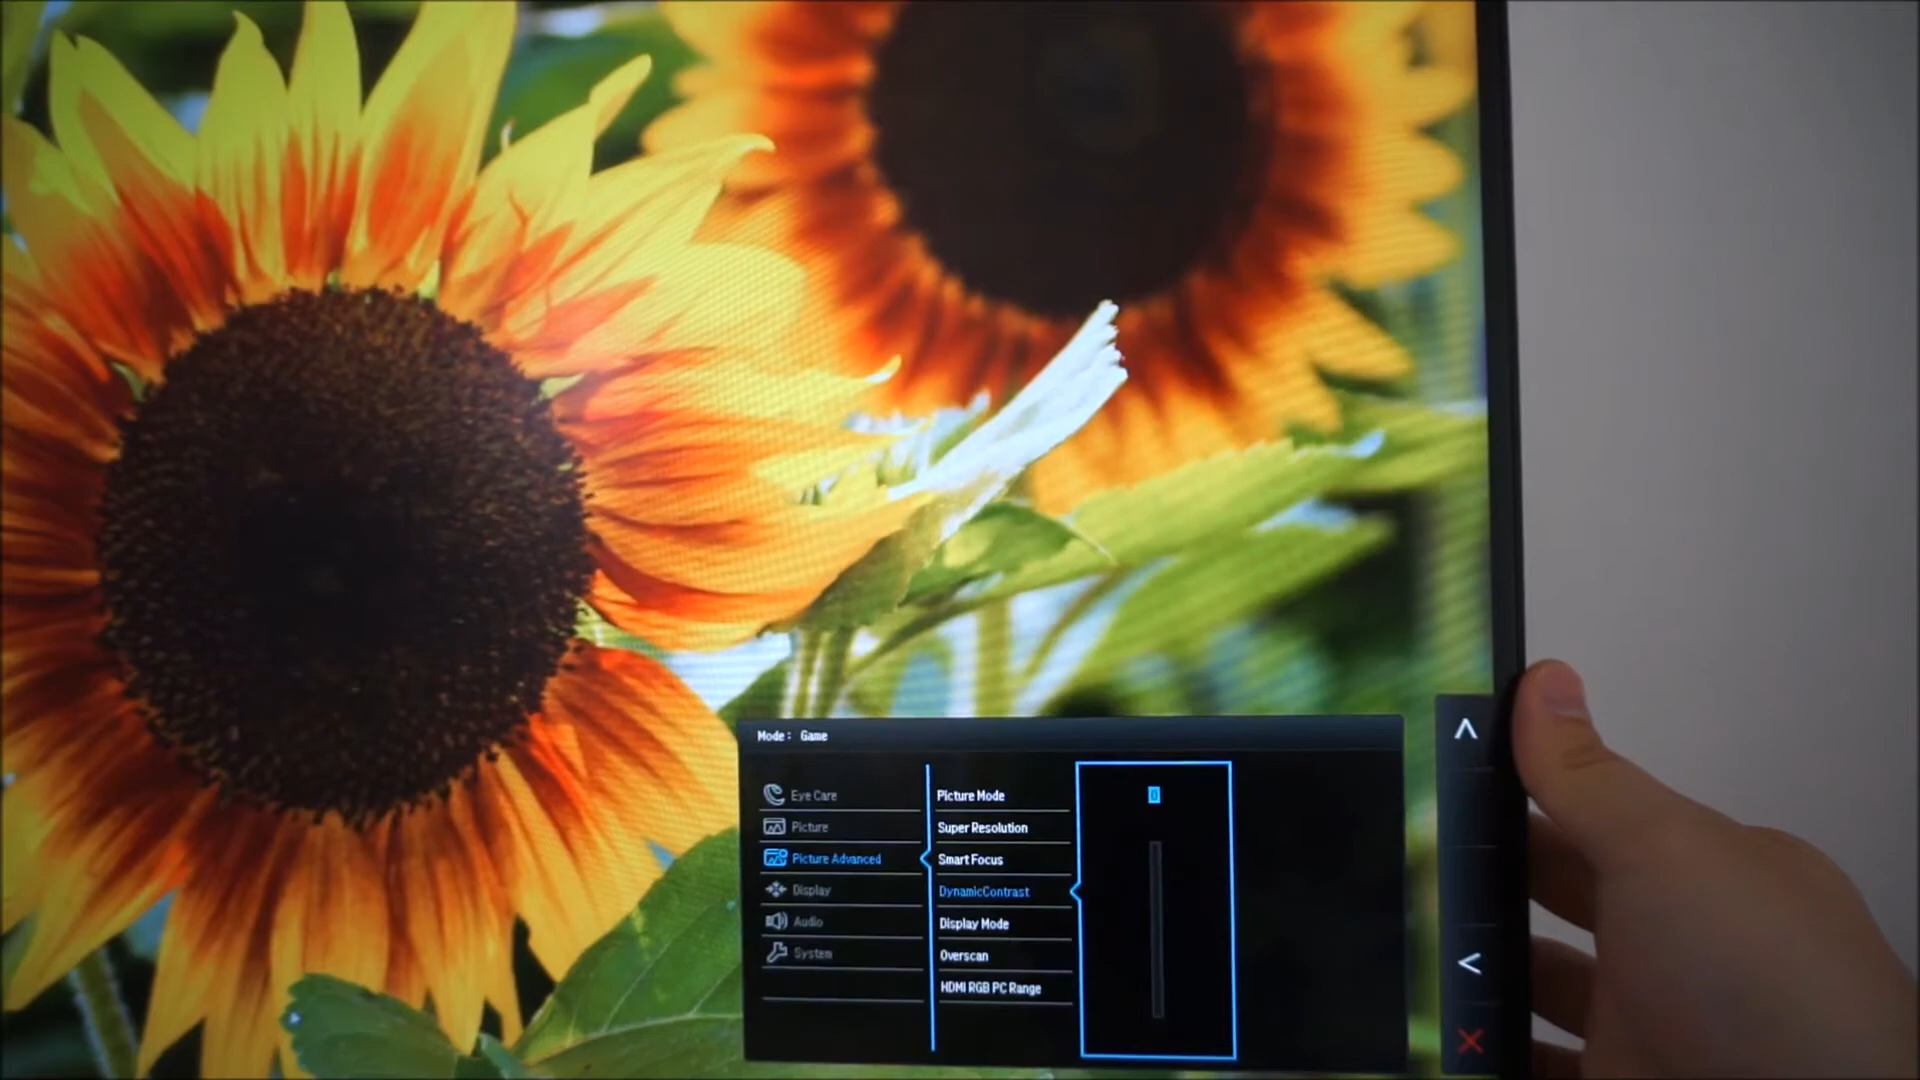 Mode: Game
Eye Care
Picture
Picture Advanced
Display
Audio
System
Picture Mode
Super Resolution
Smart Focus
DynamicContrast
Display Mode
Overscan
HDMI RGB PC Range
0